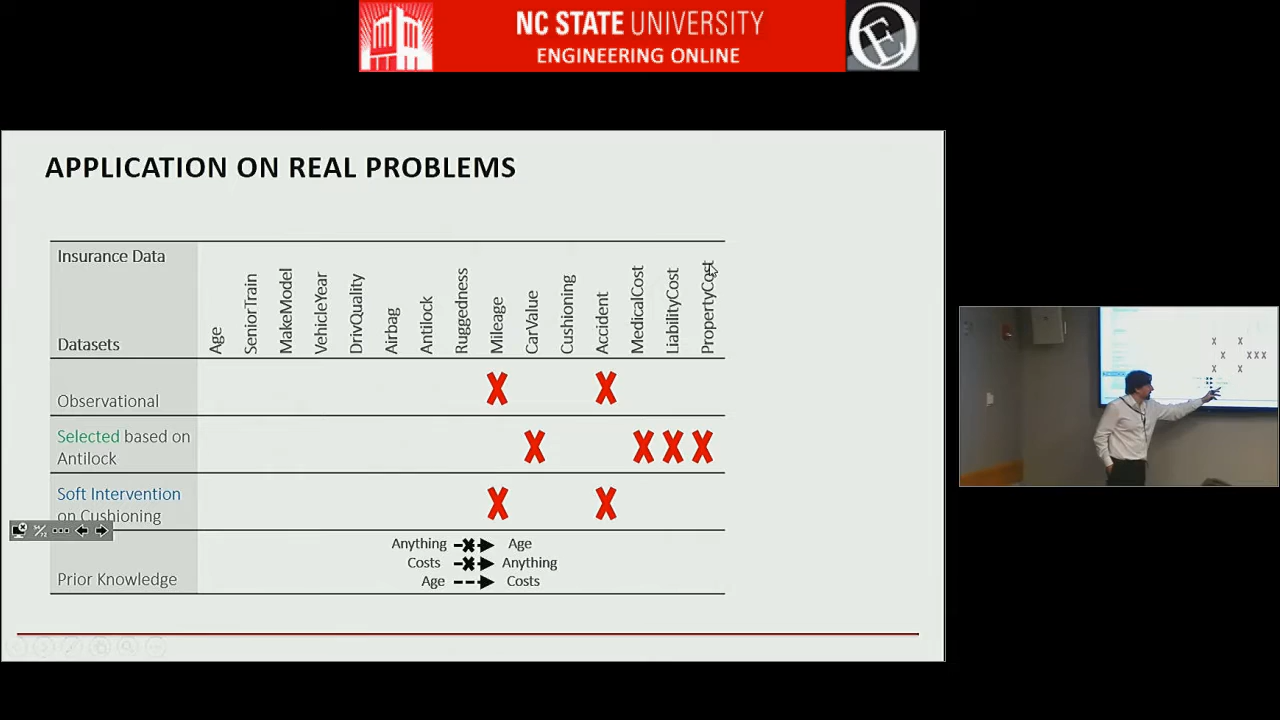 NC STATE UNIVERSITY
ENGINEERING ONLINE
APPLICATION ON REAL PROBLEMS
Insurance Data
Datasets
Age
SeniorTrain
MakeModel
VehicleYear
DrivQuality
Airbag
Antilock
Ruggedness
Mileage
CarValue
Cushioning
Accident
MedicalCost
LiabilityCost
PropertyCost
Observational
X X
Selected based on
Antilock
X X X X
Soft Intervention
on Cushioning
X X
Prior Knowledge
Anything Age
Costs Anything
Age Costs